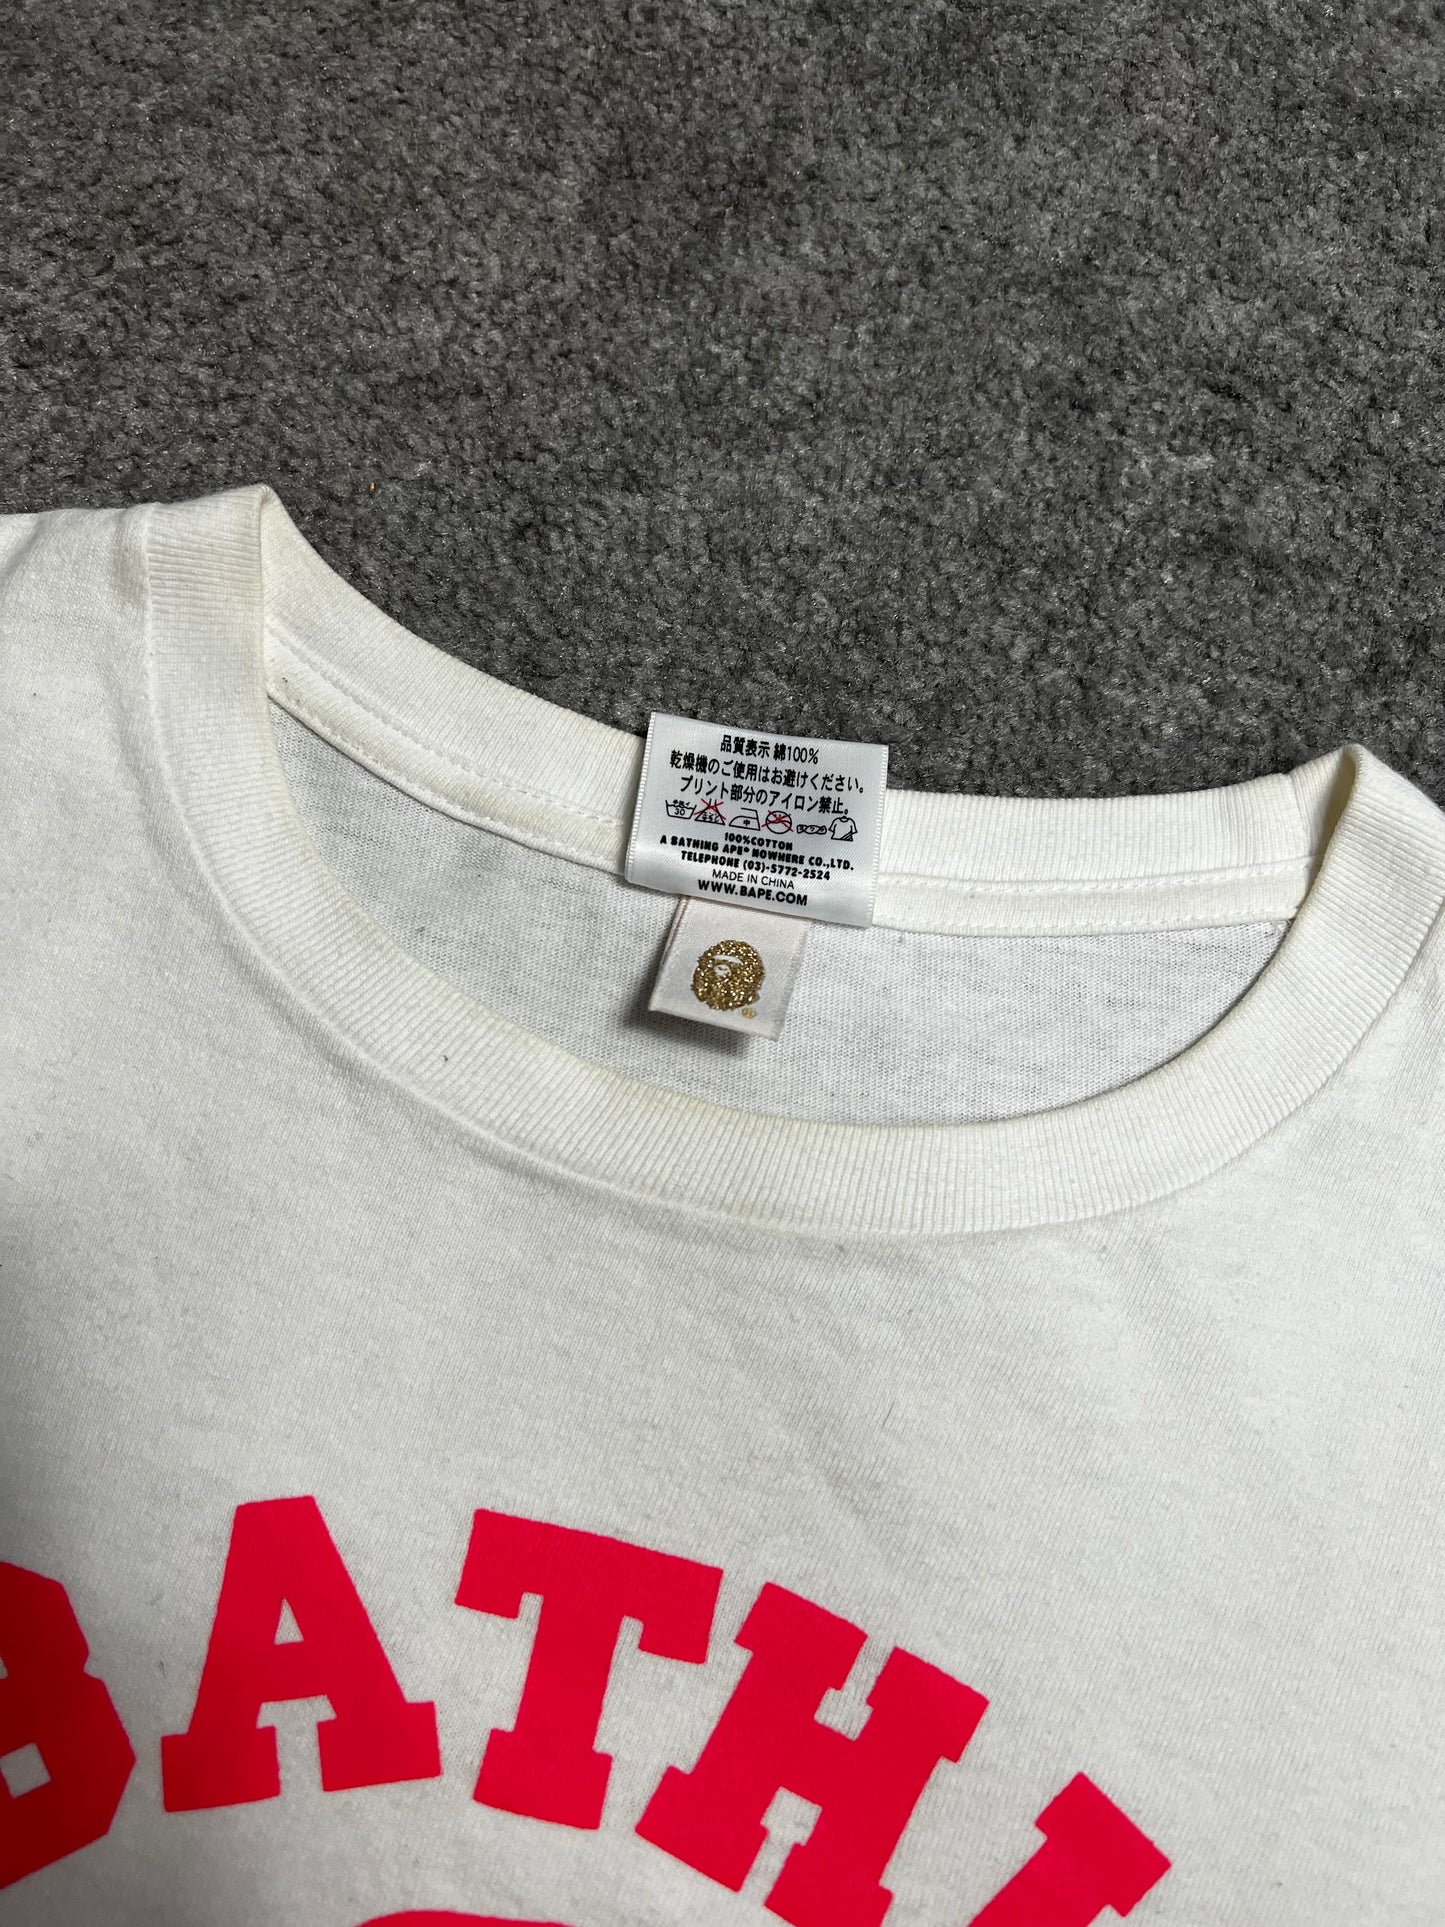 品質表示 綿100%
乾燥機のご使用はお避けください。
プリント部分のアイロン禁止。
30 中
100%COTTON
A BATHING APE® NOWHERE CO.,LTD.
TELEPHONE (03)-5772-2524
MADE IN CHINA
WWW.BAPE.COM
BATHI